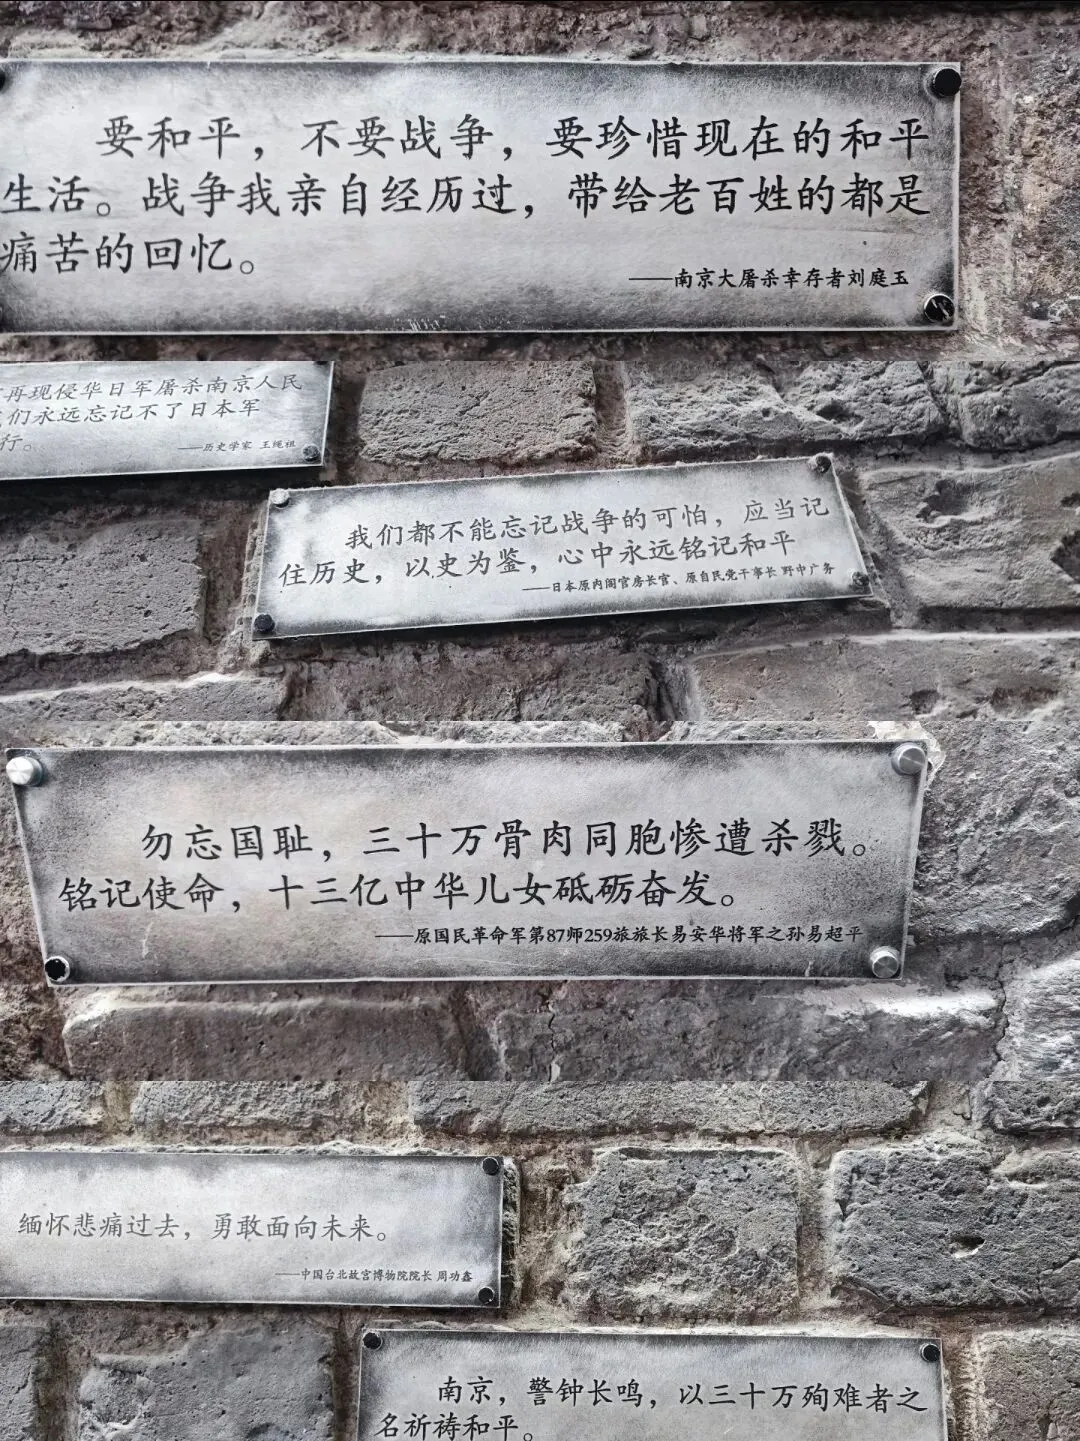 要和平，不要战争，要珍惜现在的和平
生活。战争我亲自经历过，带给老百姓的都是
痛苦的回忆。
——南京大屠杀幸存者刘庭玉
再现侵华日军屠杀南京人民
们永远忘记不了日本军
行。
——历史学家 王绳祖
我们都不能忘记战争的可怕，应当记
住历史，以史为鉴，心中永远铭记和平
——日本原内阁官房长官、原自民党干事长 野中广务
勿忘国耻，三十万骨肉同胞惨遭杀戮。
铭记使命，十三亿中华儿女砥砺奋发。
——原国民革命军第87师259旅旅长易安华将军之孙易超平
缅怀悲痛过去，勇敢面向未来。
——中国台北故宫博物院院长 周功鑫
南京，警钟长鸣，以三十万殉难者之
名祈祷和平。